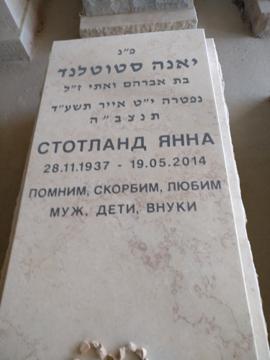 פ"נ
יאנה סטוטלנד
בת אברהם ואתי ז"ל
נפטרה י"ט אייר תשע"ד
תנצב"ה
СТОТЛАНД ЯННА
28.11.1937 - 19.05.2014
ПОМНИМ, СКОРБИМ, ЛЮБИМ
МУЖ, ДЕТИ, ВНУКИ